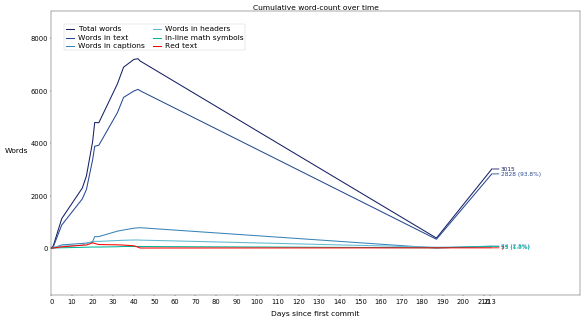 Cumulative word-count over time
Total words
Words in text
Words in captions
Words in headers
In-line math symbols
Red text
8000
6000
4000
2000
0
Words
3015
2828 (93.8%)
0 10 20 30 40 50 60 70 80 90 100 110 120 130 140 150 160 170 180 190 200 210 213
Days since first commit